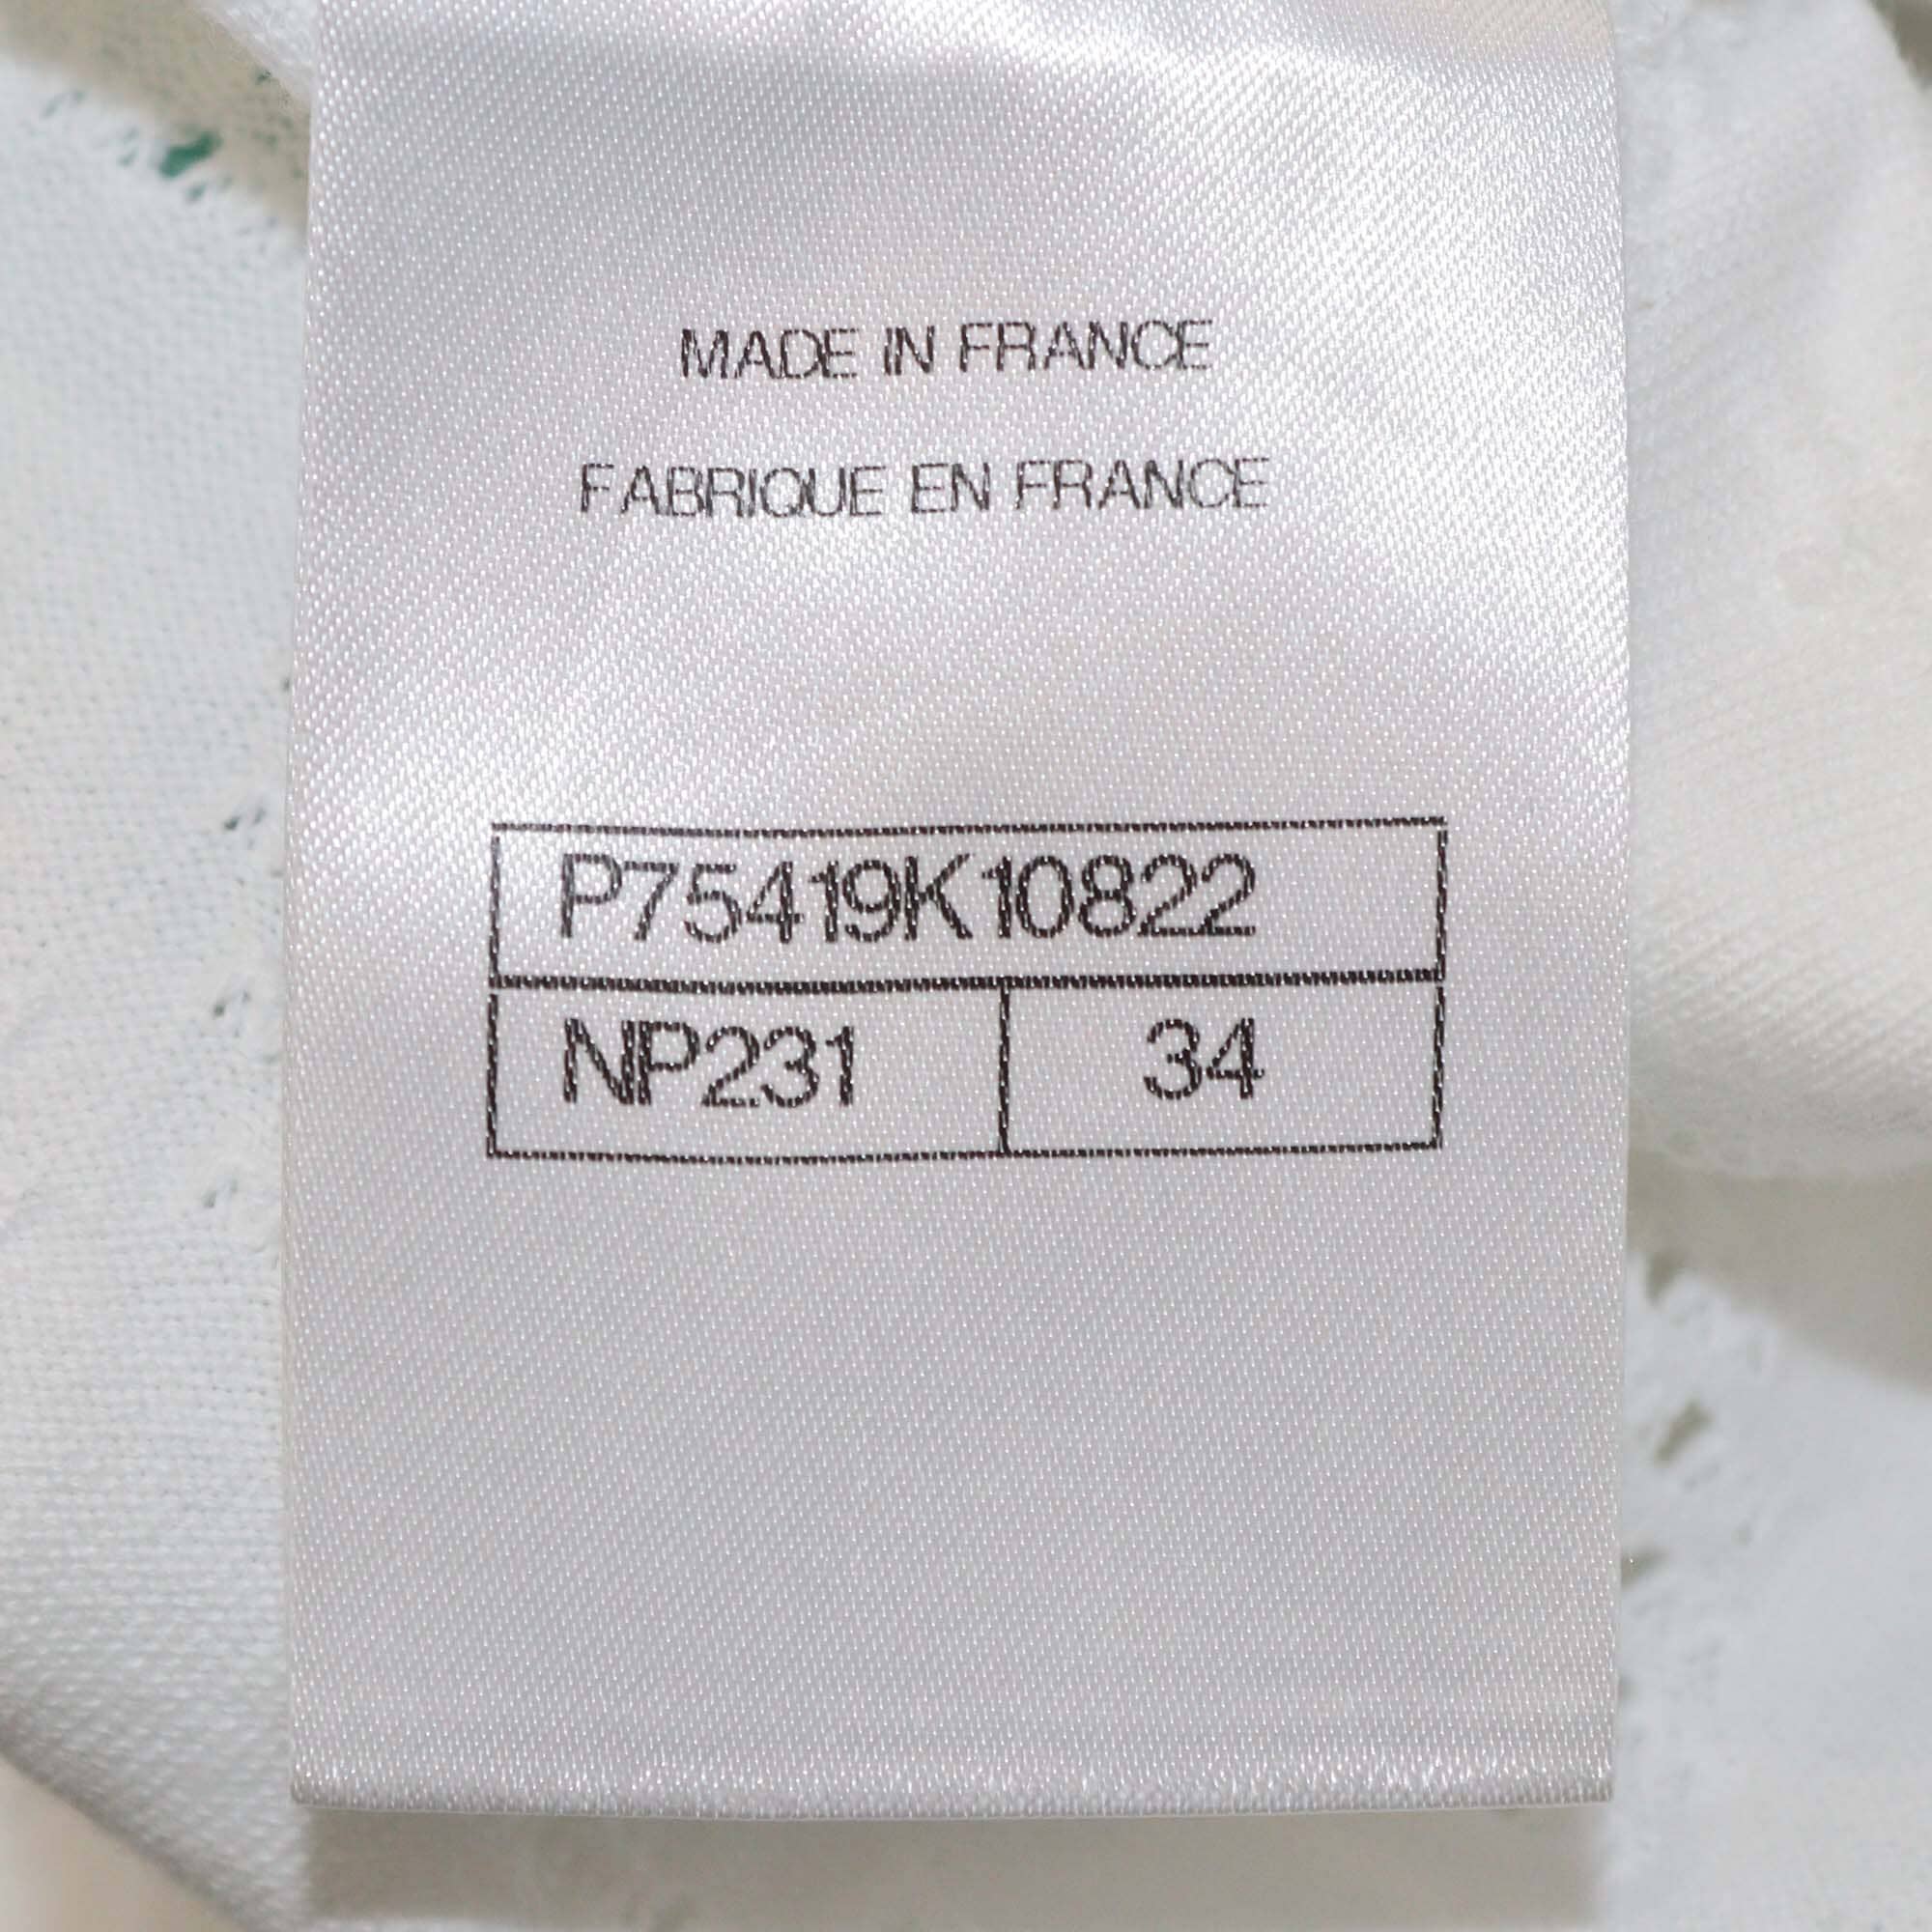 MADE IN FRANCE
FABRIQUE EN FRANCE
P75419K10822
NP231 34